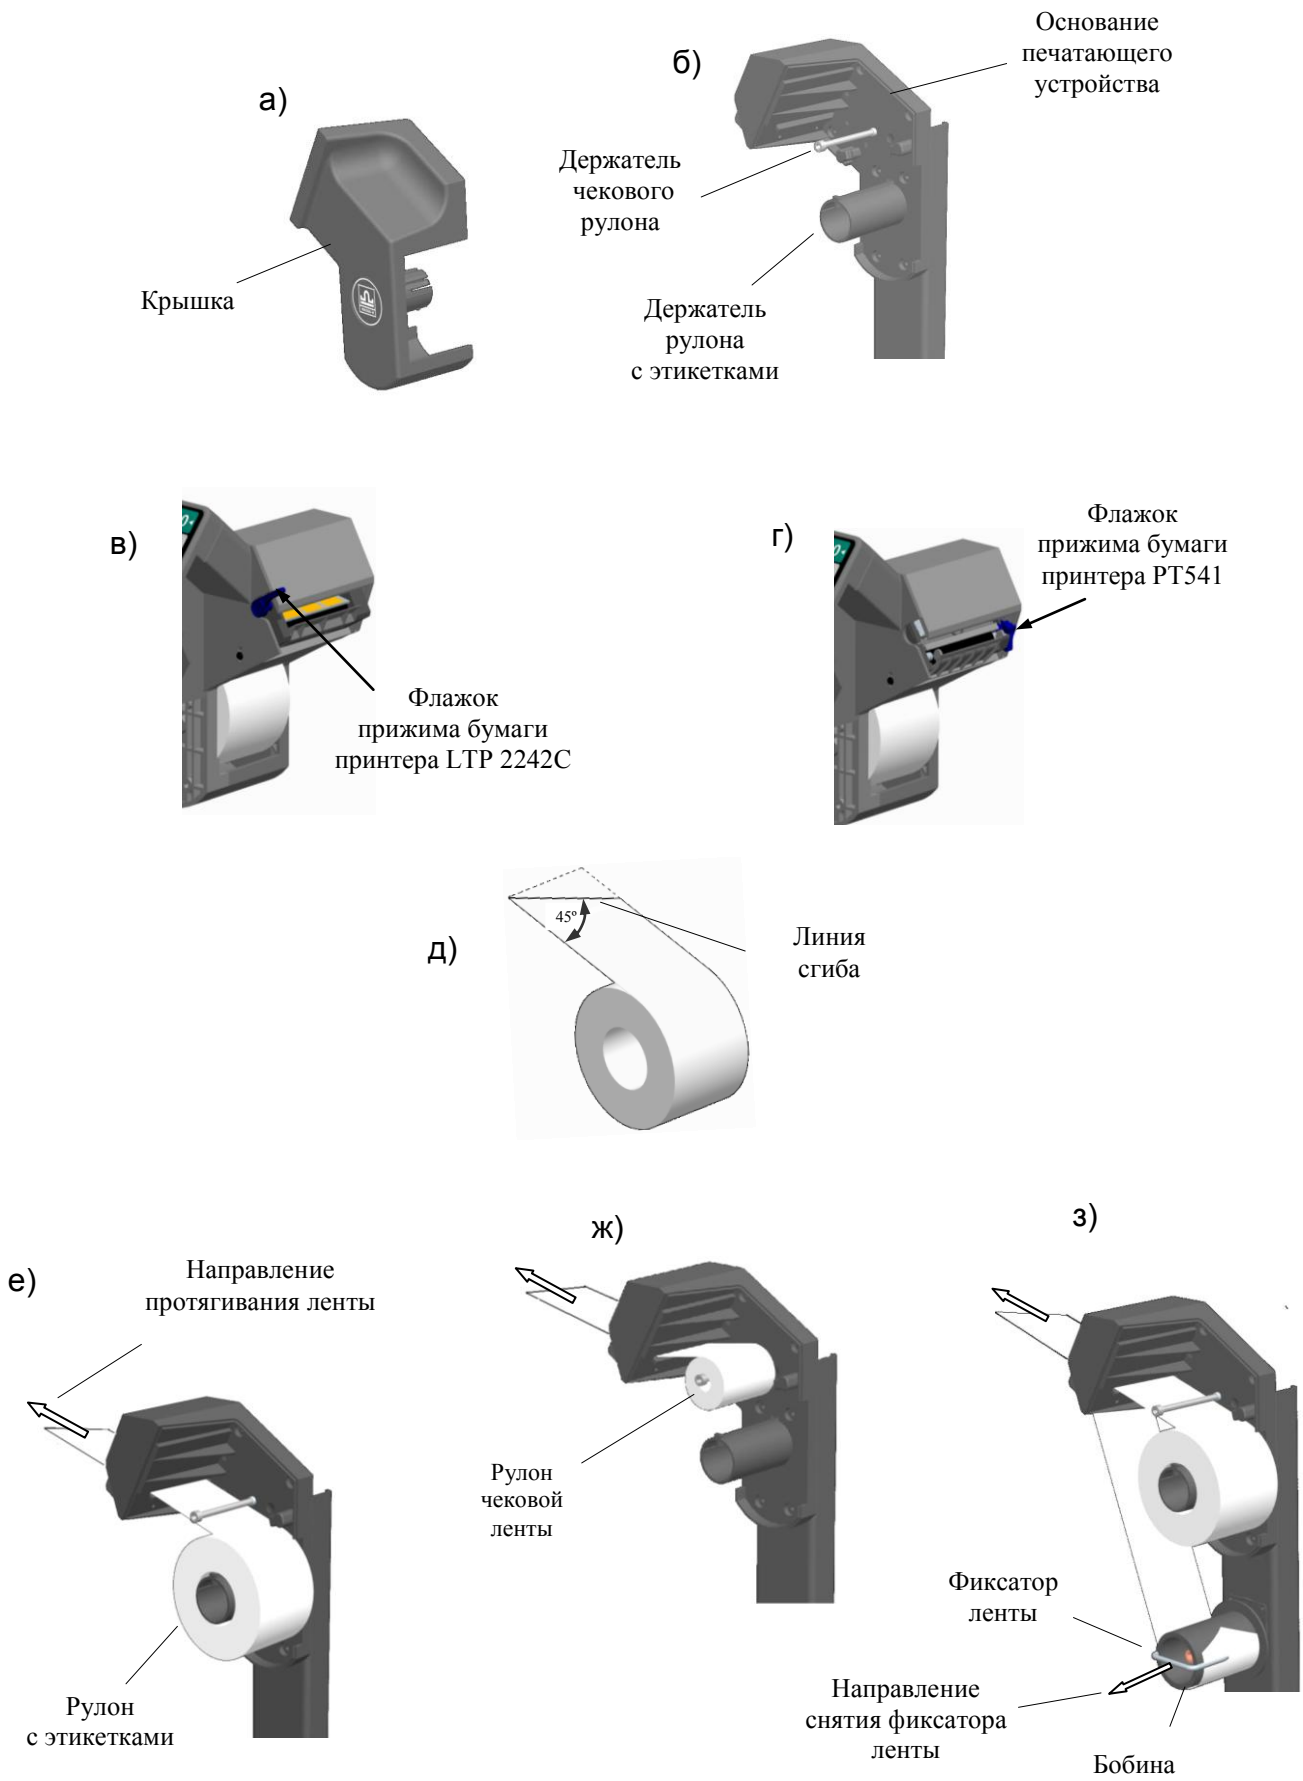 а)
б)
Основание
печатающего
устройства
Держатель
чекового
рулона
Крышка
Держатель
рулона
с этикетками
в)
г)
Флажок
прижима бумаги
принтера PT541
Флажок
прижима бумаги
принтера LTP 2242C
д)
45º
Линия
сгиба
е)
Направление
протягивания ленты
ж)
з)
Рулон
чековой
ленты
Фиксатор
ленты
Рулон
с этикетками
Направление
снятия фиксатора
ленты
Бобина